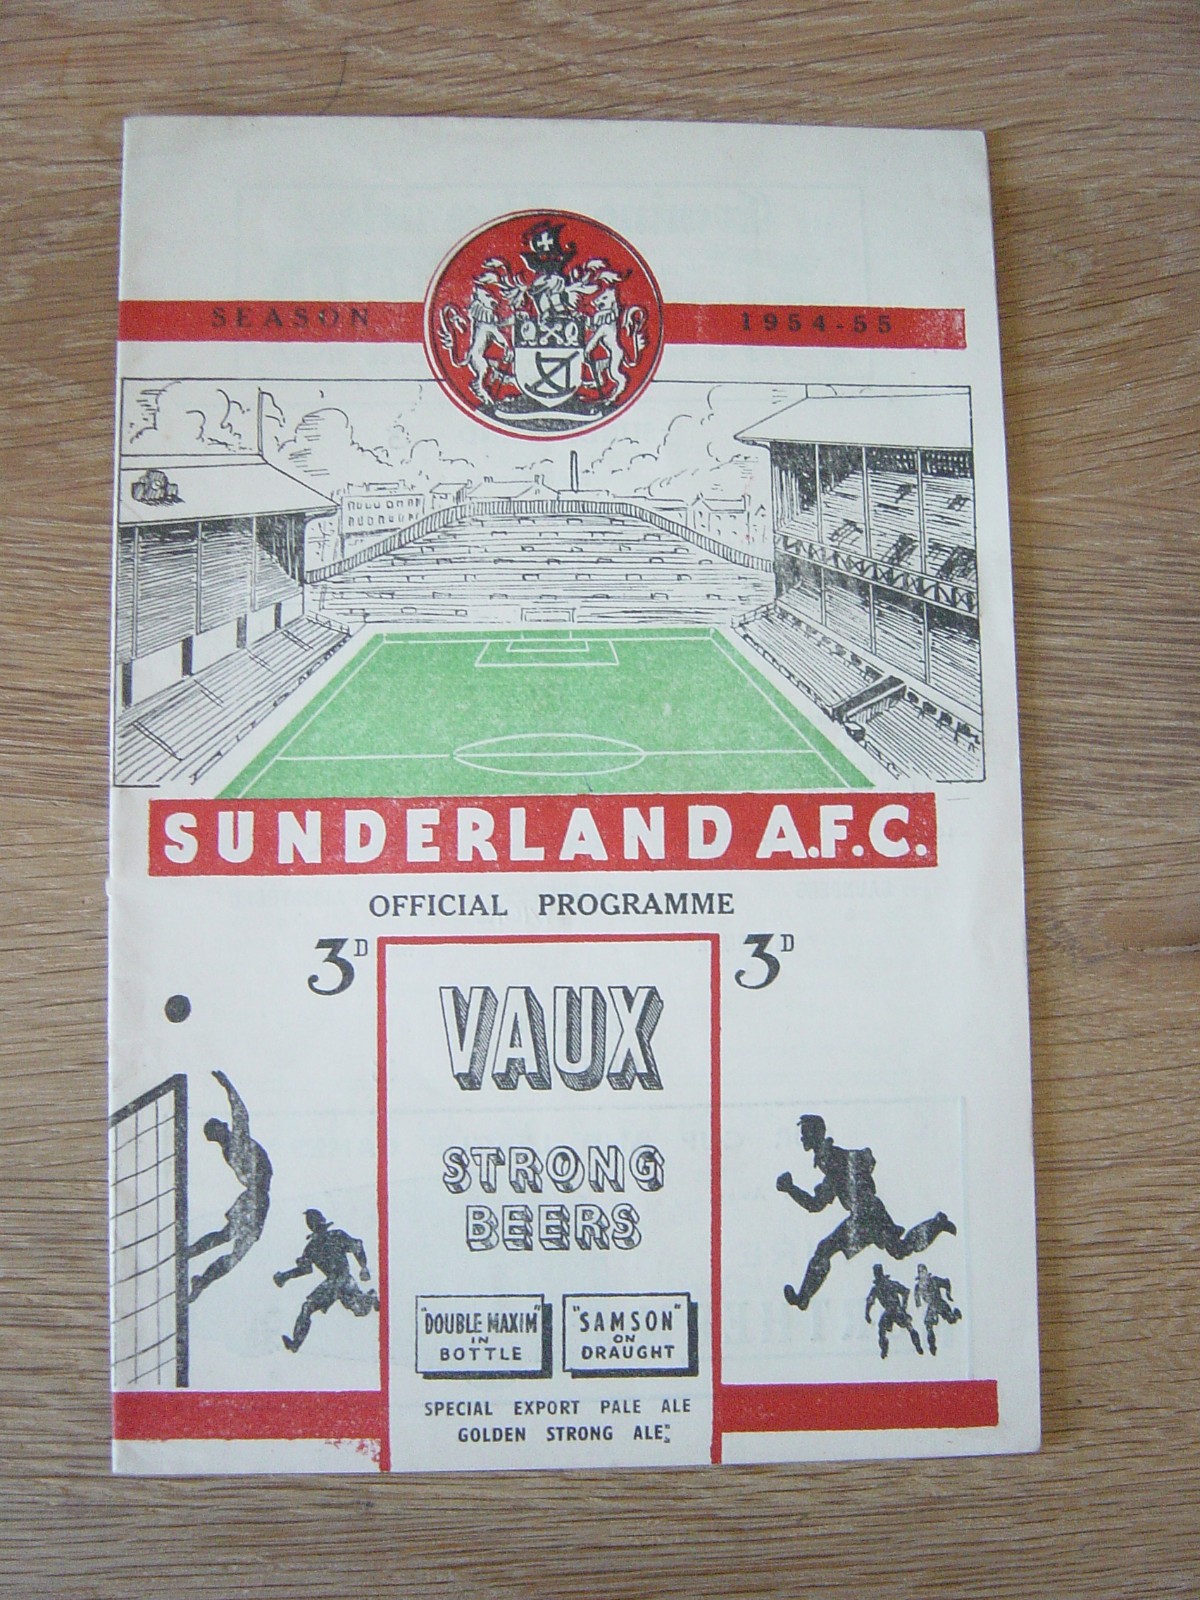 SEASON 1954-55
SUNDERLAND A.F.C.
OFFICIAL PROGRAMME
3D 3D
VAUX
STRONG
BEERS
"DOUBLE MAXIM"
IN
BOTTLE
"SAMSON"
ON
DRAUGHT
SPECIAL EXPORT PALE ALE
GOLDEN STRONG ALE